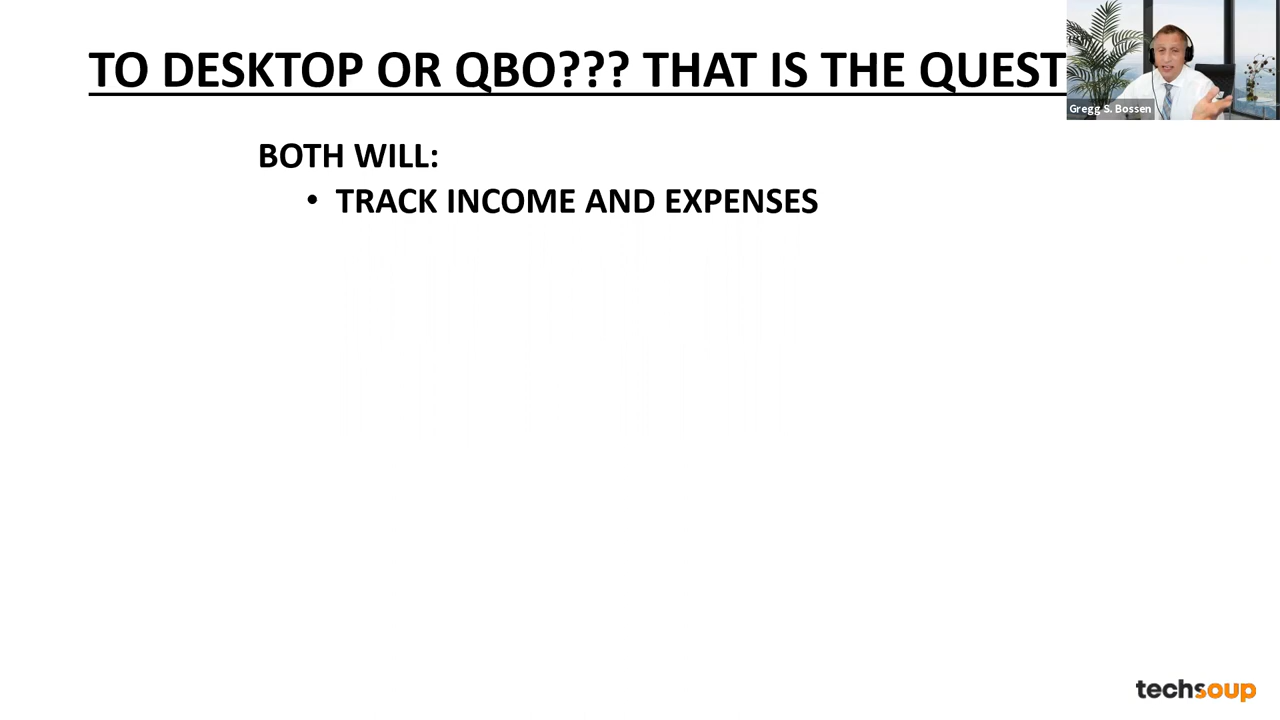 TO DESKTOP OR QBO??? THAT IS THE QUEST
Gregg S. Bossen
BOTH WILL:
• TRACK INCOME AND EXPENSES
techsoup